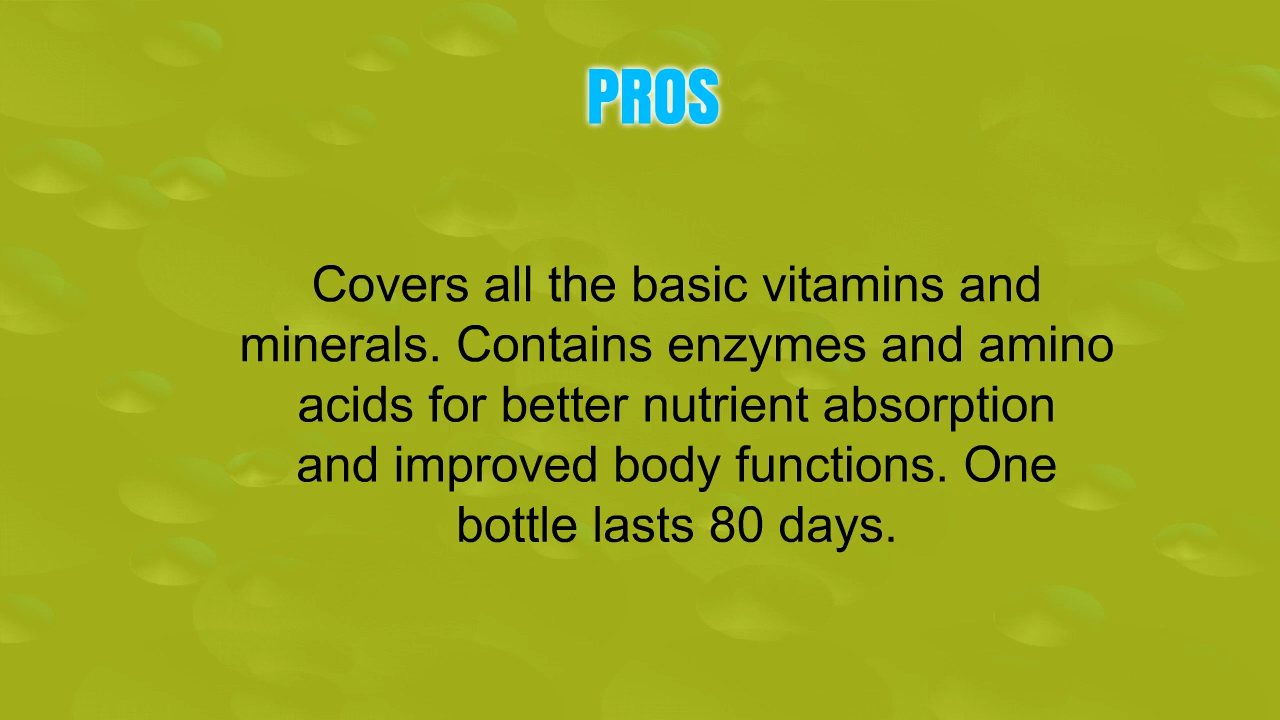 PROS
Covers all the basic vitamins and
minerals. Contains enzymes and amino
acids for better nutrient absorption
and improved body functions. One
bottle lasts 80 days.